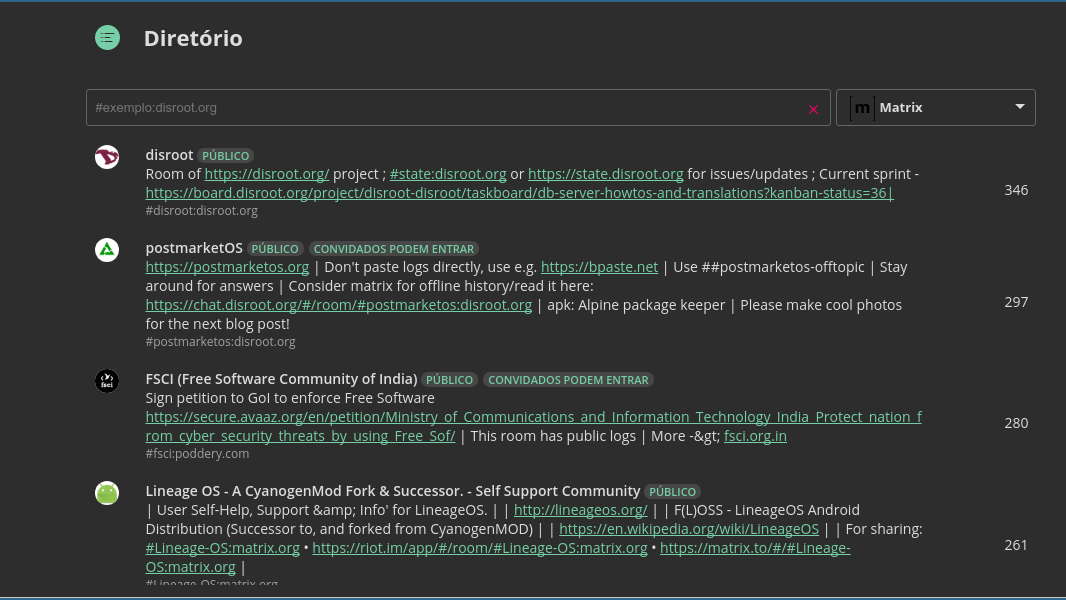 Diretório
#exemplo:disroot.org
m Matrix
disroot PÚBLICO
Room of https://disroot.org/ project ; #state:disroot.org or https://state.disroot.org for issues/updates ; Current sprint -
https://board.disroot.org/project/disroot-disroot/taskboard/db-server-howtos-and-translations?kanban-status=36|
346
#disroot:disroot.org
postmarketOS PÚBLICO CONVIDADOS PODEM ENTRAR
https://postmarketos.org | Don't paste logs directly, use e.g. https://bpaste.net | Use ##postmarketos-offtopic | Stay
around for answers | Consider matrix for offline history/read it here:
https://chat.disroot.org/#/room/#postmarketos:disroot.org | apk: Alpine package keeper | Please make cool photos
297
for the next blog post!
#postmarketos:disroot.org
fsci
FSCI (Free Software Community of India) PÚBLICO CONVIDADOS PODEM ENTRAR
Sign petition to GoI to enforce Free Software
https://secure.avaaz.org/en/petition/Ministry_of_Communications_and_Information_Technology_India_Protect_nation_f
rom_cyber_security_threats_by_using_Free_Sof/ | This room has public logs | More -&gt; fsci.org.in
280
#fsci:poddery.com
Lineage OS - A CyanogenMod Fork & Successor. - Self Support Community PÚBLICO
| User Self-Help, Support &amp; Info' for LineageOS. | | http://lineageos.org/ | | F(L)OSS - LineageOS Android
Distribution (Successor to, and forked from CyanogenMOD) | | https://en.wikipedia.org/wiki/LineageOS | | For sharing:
#Lineage-OS:matrix.org • https://riot.im/app/#/room/#Lineage-OS:matrix.org • https://matrix.to/#/#Lineage-
261
OS:matrix.org |
#Lineage-OS:matrix.org